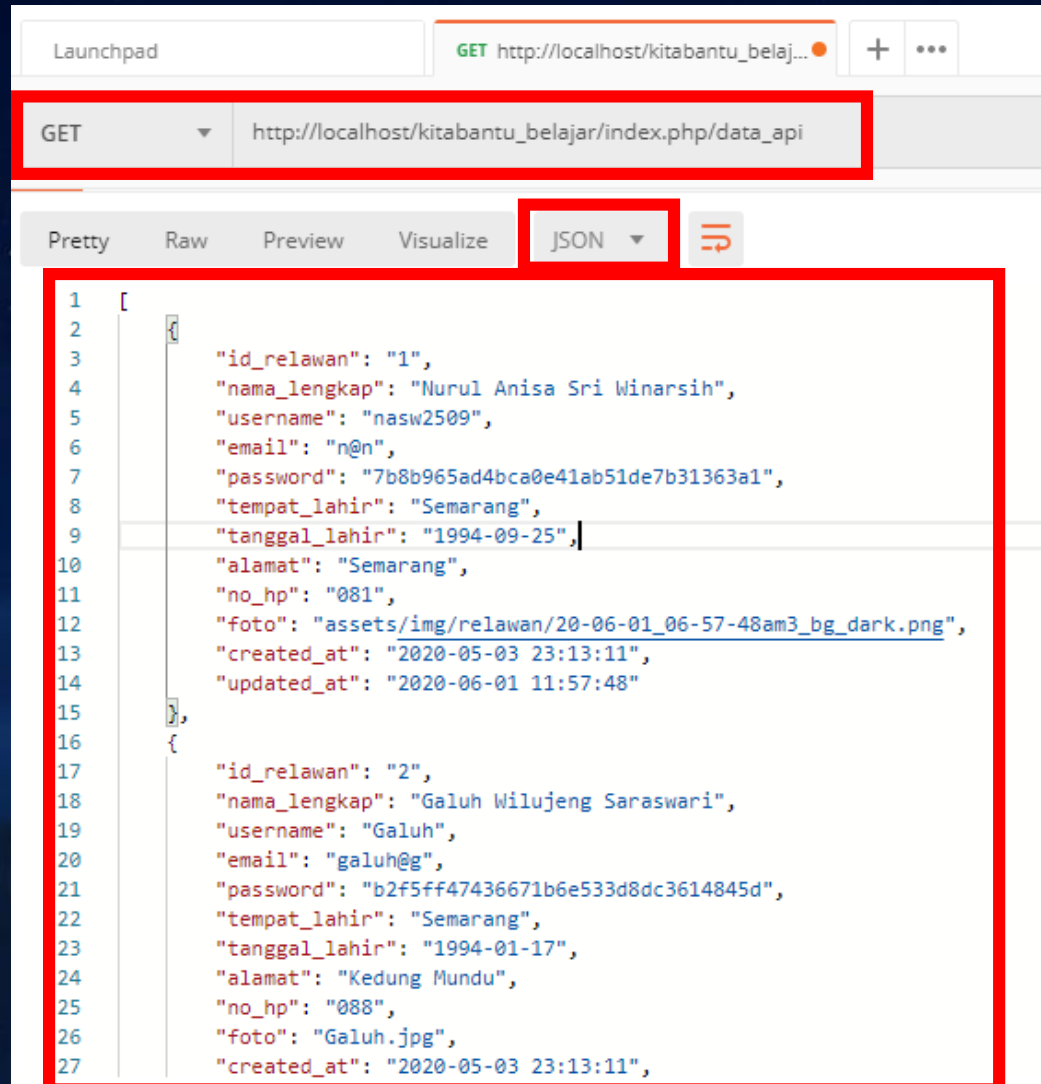 Launchpad
GET http://localhost/kitabantu_belaj...
GET http://localhost/kitabantu_belajar/index.php/data_api
Pretty Raw Preview Visualize JSON
1 [
2 {
3 "id_relawan": "1",
4 "nama_lengkap": "Nurul Anisa Sri Winarsih",
5 "username": "nasw2509",
6 "email": "n@n",
7 "password": "7b8b965ad4bca0e41ab51de7b31363a1",
8 "tempat_lahir": "Semarang",
9 "tanggal_lahir": "1994-09-25",
10 "alamat": "Semarang",
11 "no_hp": "081",
12 "foto": "assets/img/relawan/20-06-01_06-57-48am3_bg_dark.png",
13 "created_at": "2020-05-03 23:13:11",
14 "updated_at": "2020-06-01 11:57:48"
15 },
16 {
17 "id_relawan": "2",
18 "nama_lengkap": "Galuh Wilujeng Saraswari",
19 "username": "Galuh",
20 "email": "galuh@g",
21 "password": "b2f5ff47436671b6e533d8dc3614845d",
22 "tempat_lahir": "Semarang",
23 "tanggal_lahir": "1994-01-17",
24 "alamat": "Kedung Mundu",
25 "no_hp": "088",
26 "foto": "Galuh.jpg",
27 "created_at": "2020-05-03 23:13:11",